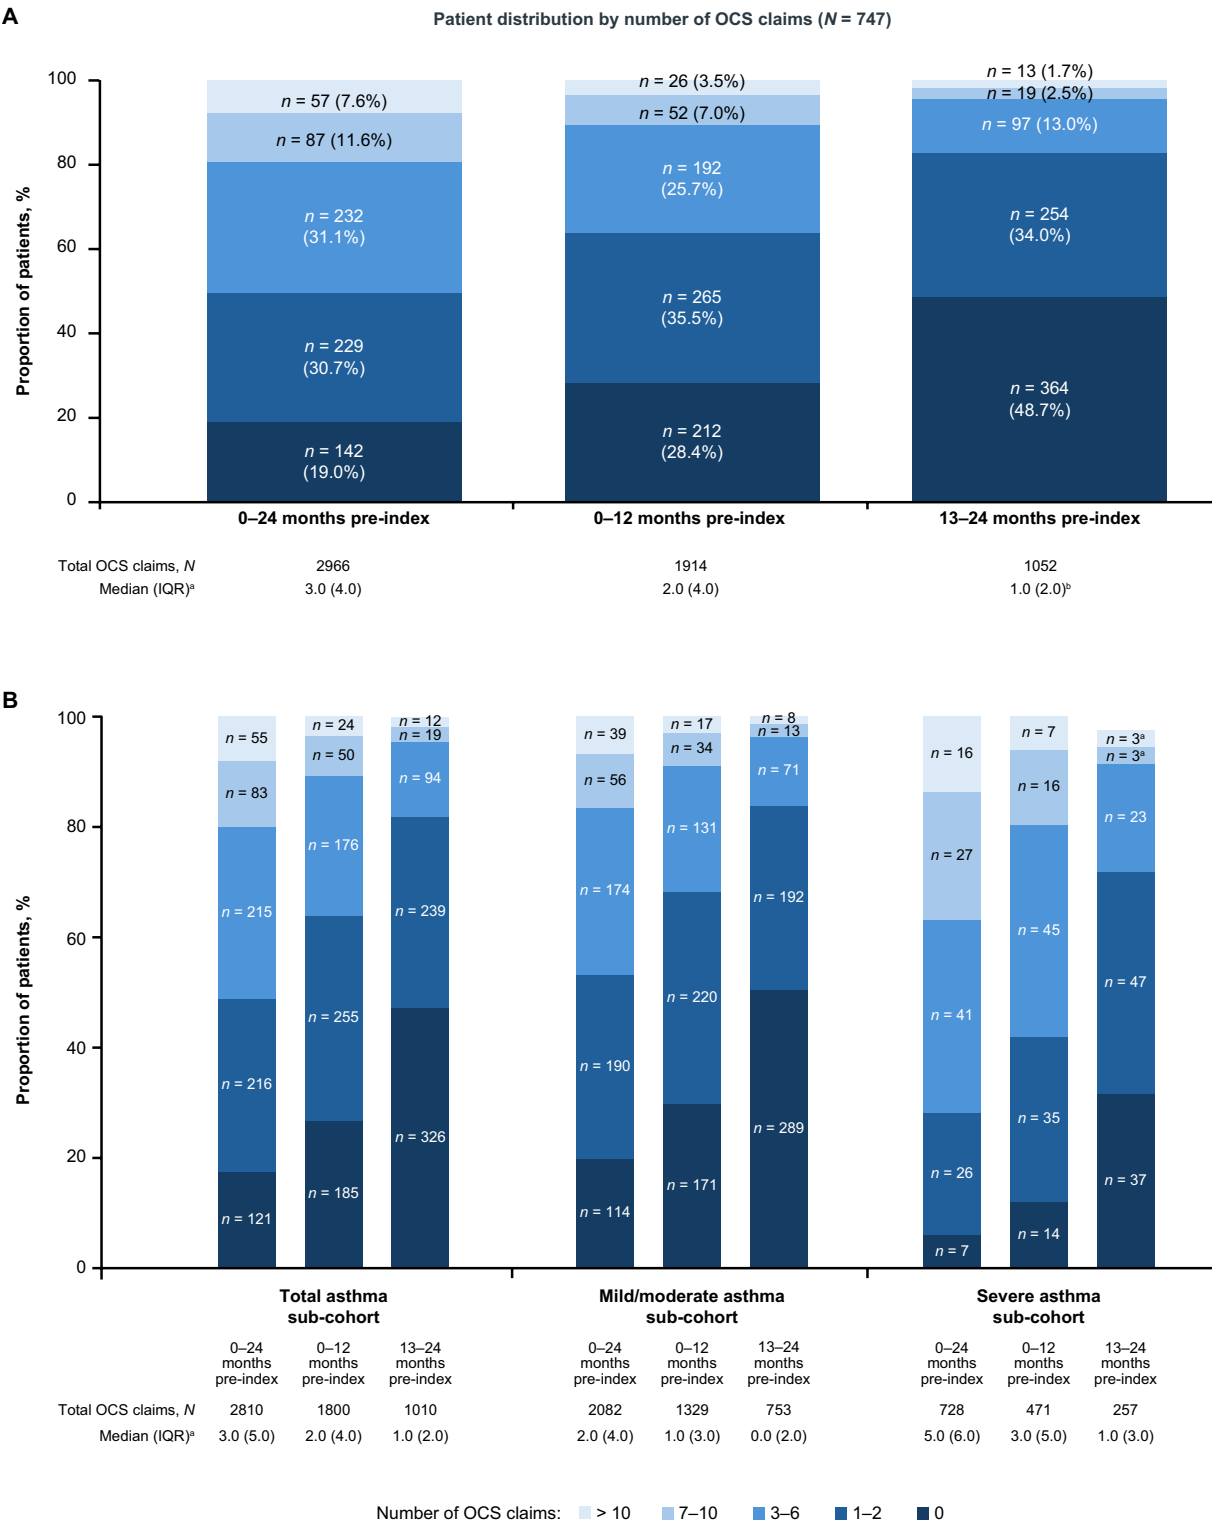 A
Patient distribution by number of OCS claims (N = 747)
Proportion of patients, %
100
80
60
40
20
0
n = 57 (7.6%)
n = 87 (11.6%)
n = 232
(31.1%)
n = 229
(30.7%)
n = 142
(19.0%)
n = 26 (3.5%)
n = 52 (7.0%)
n = 192
(25.7%)
n = 265
(35.5%)
n = 212
(28.4%)
n = 13 (1.7%)
n = 19 (2.5%)
n = 97 (13.0%)
n = 254
(34.0%)
n = 364
(48.7%)
0–24 months pre-index 0–12 months pre-index 13–24 months pre-index
Total OCS claims, N 2966 1914 1052
Median (IQR)ᵃ 3.0 (4.0) 2.0 (4.0) 1.0 (2.0)ᵇ
B
Proportion of patients, %
100
80
60
40
20
0
n = 55
n = 83
n = 215
n = 216
n = 121
n = 24
n = 50
n = 176
n = 255
n = 185
n = 12
n = 19
n = 94
n = 239
n = 326
n = 39
n = 56
n = 174
n = 190
n = 114
n = 17
n = 34
n = 131
n = 220
n = 171
n = 8
n = 13
n = 71
n = 192
n = 289
n = 16
n = 27
n = 41
n = 26
n = 7
n = 7
n = 16
n = 45
n = 35
n = 14
n = 3ᵃ
n = 3ᵃ
n = 23
n = 47
n = 37
Total asthma Mild/moderate asthma Severe asthma
sub-cohort sub-cohort sub-cohort
0–24 0–12 13–24 0–24 0–12 13–24 0–24 0–12 13–24
months months months months months months months months months
pre-index pre-index pre-index pre-index pre-index pre-index pre-index pre-index pre-index
Total OCS claims, N 2810 1800 1010 2082 1329 753 728 471 257
Median (IQR)ᵃ 3.0 (5.0) 2.0 (4.0) 1.0 (2.0) 2.0 (4.0) 1.0 (3.0) 0.0 (2.0) 5.0 (6.0) 3.0 (5.0) 1.0 (3.0)
Number of OCS claims: > 10 7–10 3–6 1–2 0